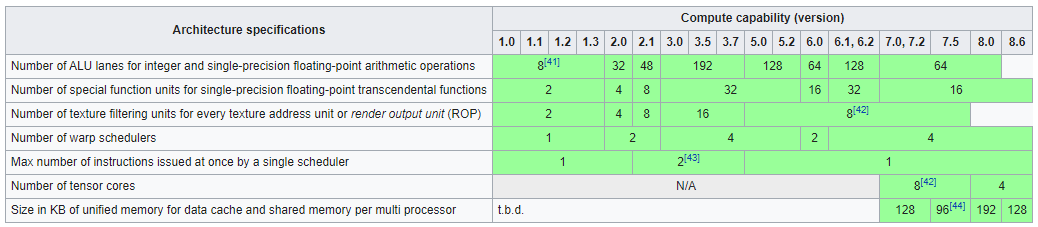 Architecture specifications
Compute capability (version)
1.0 1.1 1.2 1.3 2.0 2.1 3.0 3.5 3.7 5.0 5.2 6.0 6.1, 6.2 7.0, 7.2 7.5 8.0 8.6
Number of ALU lanes for integer and single-precision floating-point arithmetic operations 8[41] 32 48 192 128 64 128 64
Number of special function units for single-precision floating-point transcendental functions 2 4 8 32 16 32 16
Number of texture filtering units for every texture address unit or render output unit (ROP) 2 4 8 16 8[42]
Number of warp schedulers 1 2 4 2 4
Max number of instructions issued at once by a single scheduler 1 2[43] 1
Number of tensor cores N/A 8[42] 4
Size in KB of unified memory for data cache and shared memory per multi processor t.b.d. 128 96[44] 192 128